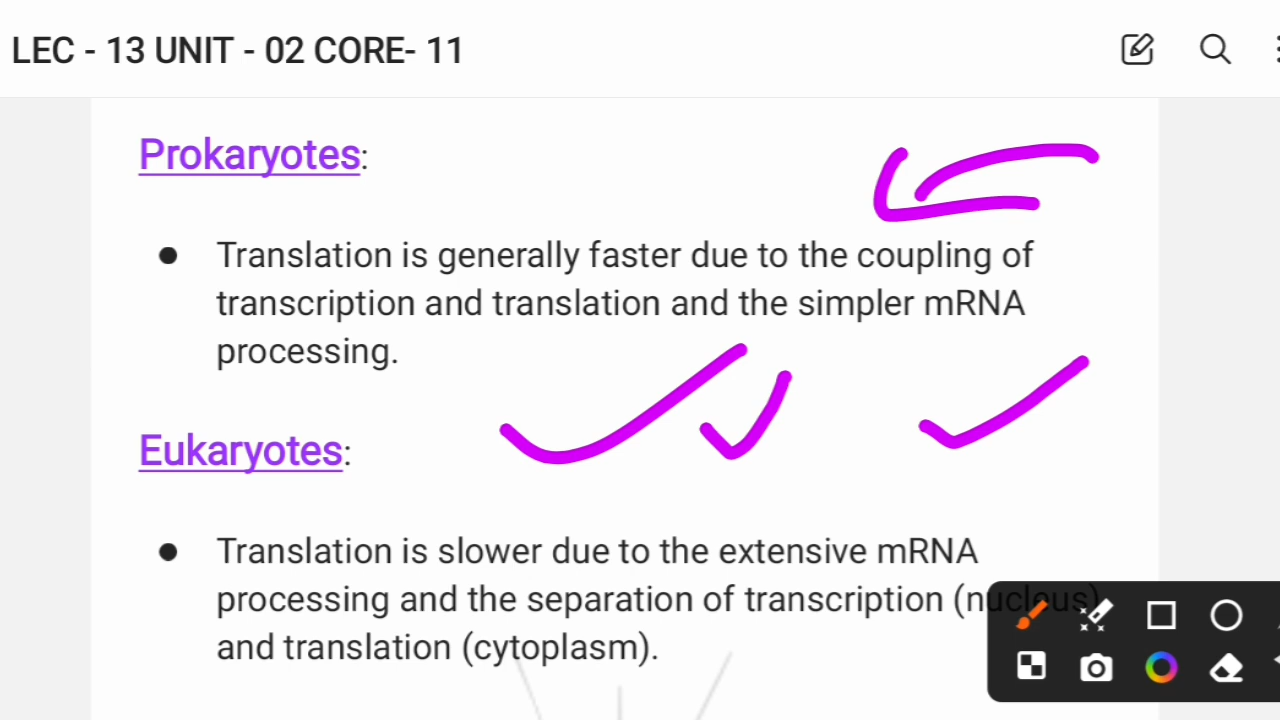 LEC - 13 UNIT - 02 CORE- 11
Prokaryotes:
● Translation is generally faster due to the coupling of
transcription and translation and the simpler mRNA
processing.
Eukaryotes:
● Translation is slower due to the extensive mRNA
processing and the separation of transcription (nucleus)
and translation (cytoplasm).